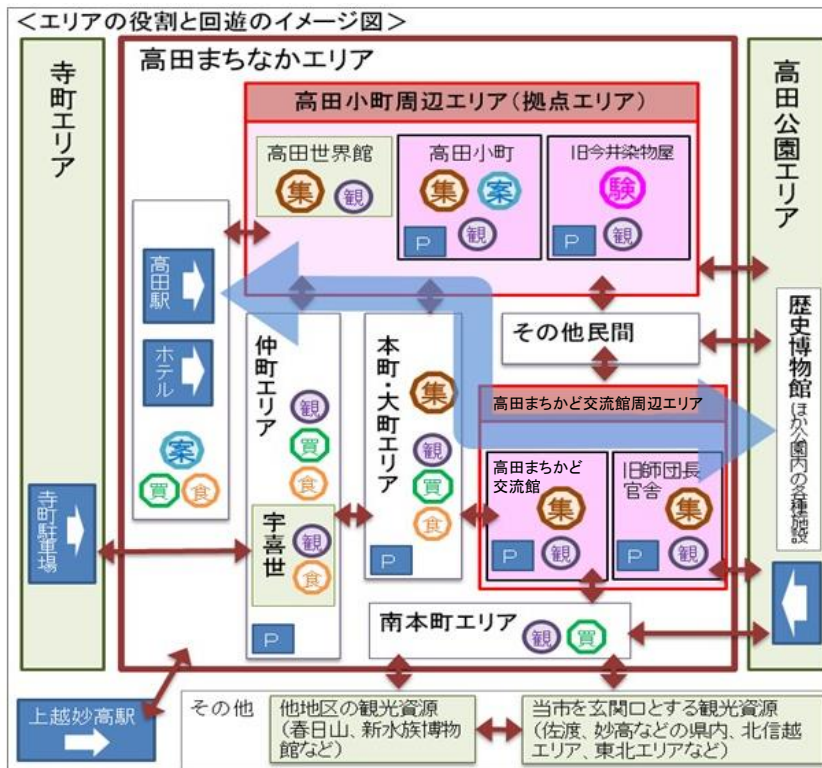 ＜エリアの役割と回遊のイメージ図＞
寺町エリア
高田まちなかエリア
高田公園エリア
高田小町周辺エリア(拠点エリア)
高田世界館
集
観
高田小町
集
案
P
観
旧今井染物屋
験
P
観
高田駅
ホテル
案
買
食
仲町エリア
観
買
食
宇喜世
観
食
P
本町・大町エリア
集
観
買
食
P
その他民間
高田まちかど交流館周辺エリア
高田まちかど
交流館
集
P
観
旧師団長
官舎
集
P
観
歴史博物館
ほか公園内の各種施設
寺町駐車場
南本町エリア
観
買
上越妙高駅
その他
他地区の観光資源
(春日山、新水族博物
館など)
当市を玄関口とする観光資源
(佐渡、妙高などの県内、北信越
エリア、東北エリアなど)